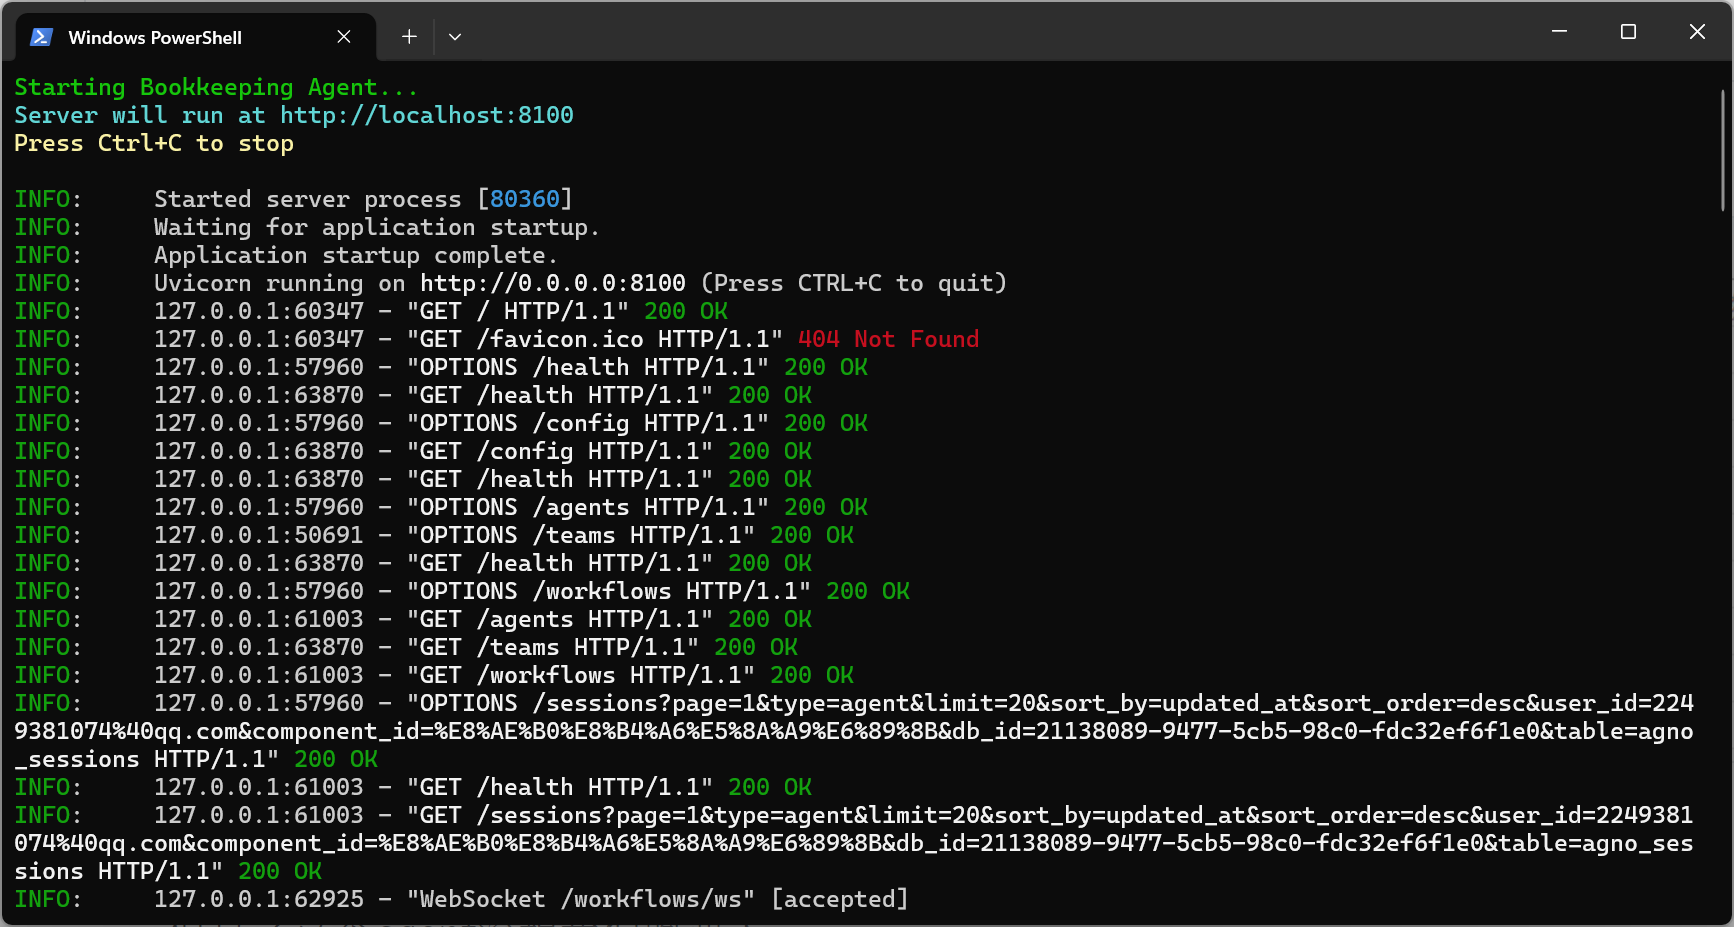 Windows PowerShell
Starting Bookkeeping Agent...
Server will run at http://localhost:8100
Press Ctrl+C to stop
INFO:     Started server process [80360]
INFO:     Waiting for application startup.
INFO:     Application startup complete.
INFO:     Uvicorn running on http://0.0.0.0:8100 (Press CTRL+C to quit)
INFO:     127.0.0.1:60347 - "GET / HTTP/1.1" 200 OK
INFO:     127.0.0.1:60347 - "GET /favicon.ico HTTP/1.1" 404 Not Found
INFO:     127.0.0.1:57960 - "OPTIONS /health HTTP/1.1" 200 OK
INFO:     127.0.0.1:63870 - "GET /health HTTP/1.1" 200 OK
INFO:     127.0.0.1:57960 - "OPTIONS /config HTTP/1.1" 200 OK
INFO:     127.0.0.1:63870 - "GET /config HTTP/1.1" 200 OK
INFO:     127.0.0.1:63870 - "GET /health HTTP/1.1" 200 OK
INFO:     127.0.0.1:57960 - "OPTIONS /agents HTTP/1.1" 200 OK
INFO:     127.0.0.1:50691 - "OPTIONS /teams HTTP/1.1" 200 OK
INFO:     127.0.0.1:63870 - "GET /health HTTP/1.1" 200 OK
INFO:     127.0.0.1:57960 - "OPTIONS /workflows HTTP/1.1" 200 OK
INFO:     127.0.0.1:61003 - "GET /agents HTTP/1.1" 200 OK
INFO:     127.0.0.1:63870 - "GET /teams HTTP/1.1" 200 OK
INFO:     127.0.0.1:61003 - "GET /workflows HTTP/1.1" 200 OK
INFO:     127.0.0.1:57960 - "OPTIONS /sessions?page=1&type=agent&limit=20&sort_by=updated_at&sort_order=desc&user_id=224
9381074%40qq.com&component_id=%E8%AE%B0%E8%B4%A6%E5%8A%A9%E6%89%8B&db_id=21138089-9477-5cb5-98c0-fdc32ef6f1e0&table=agno
_sessions HTTP/1.1" 200 OK
INFO:     127.0.0.1:61003 - "GET /health HTTP/1.1" 200 OK
INFO:     127.0.0.1:61003 - "GET /sessions?page=1&type=agent&limit=20&sort_by=updated_at&sort_order=desc&user_id=2249381
074%40qq.com&component_id=%E8%AE%B0%E8%B4%A6%E5%8A%A9%E6%89%8B&db_id=21138089-9477-5cb5-98c0-fdc32ef6f1e0&table=agno_ses
sions HTTP/1.1" 200 OK
INFO:     127.0.0.1:62925 - "WebSocket /workflows/ws" [accepted]